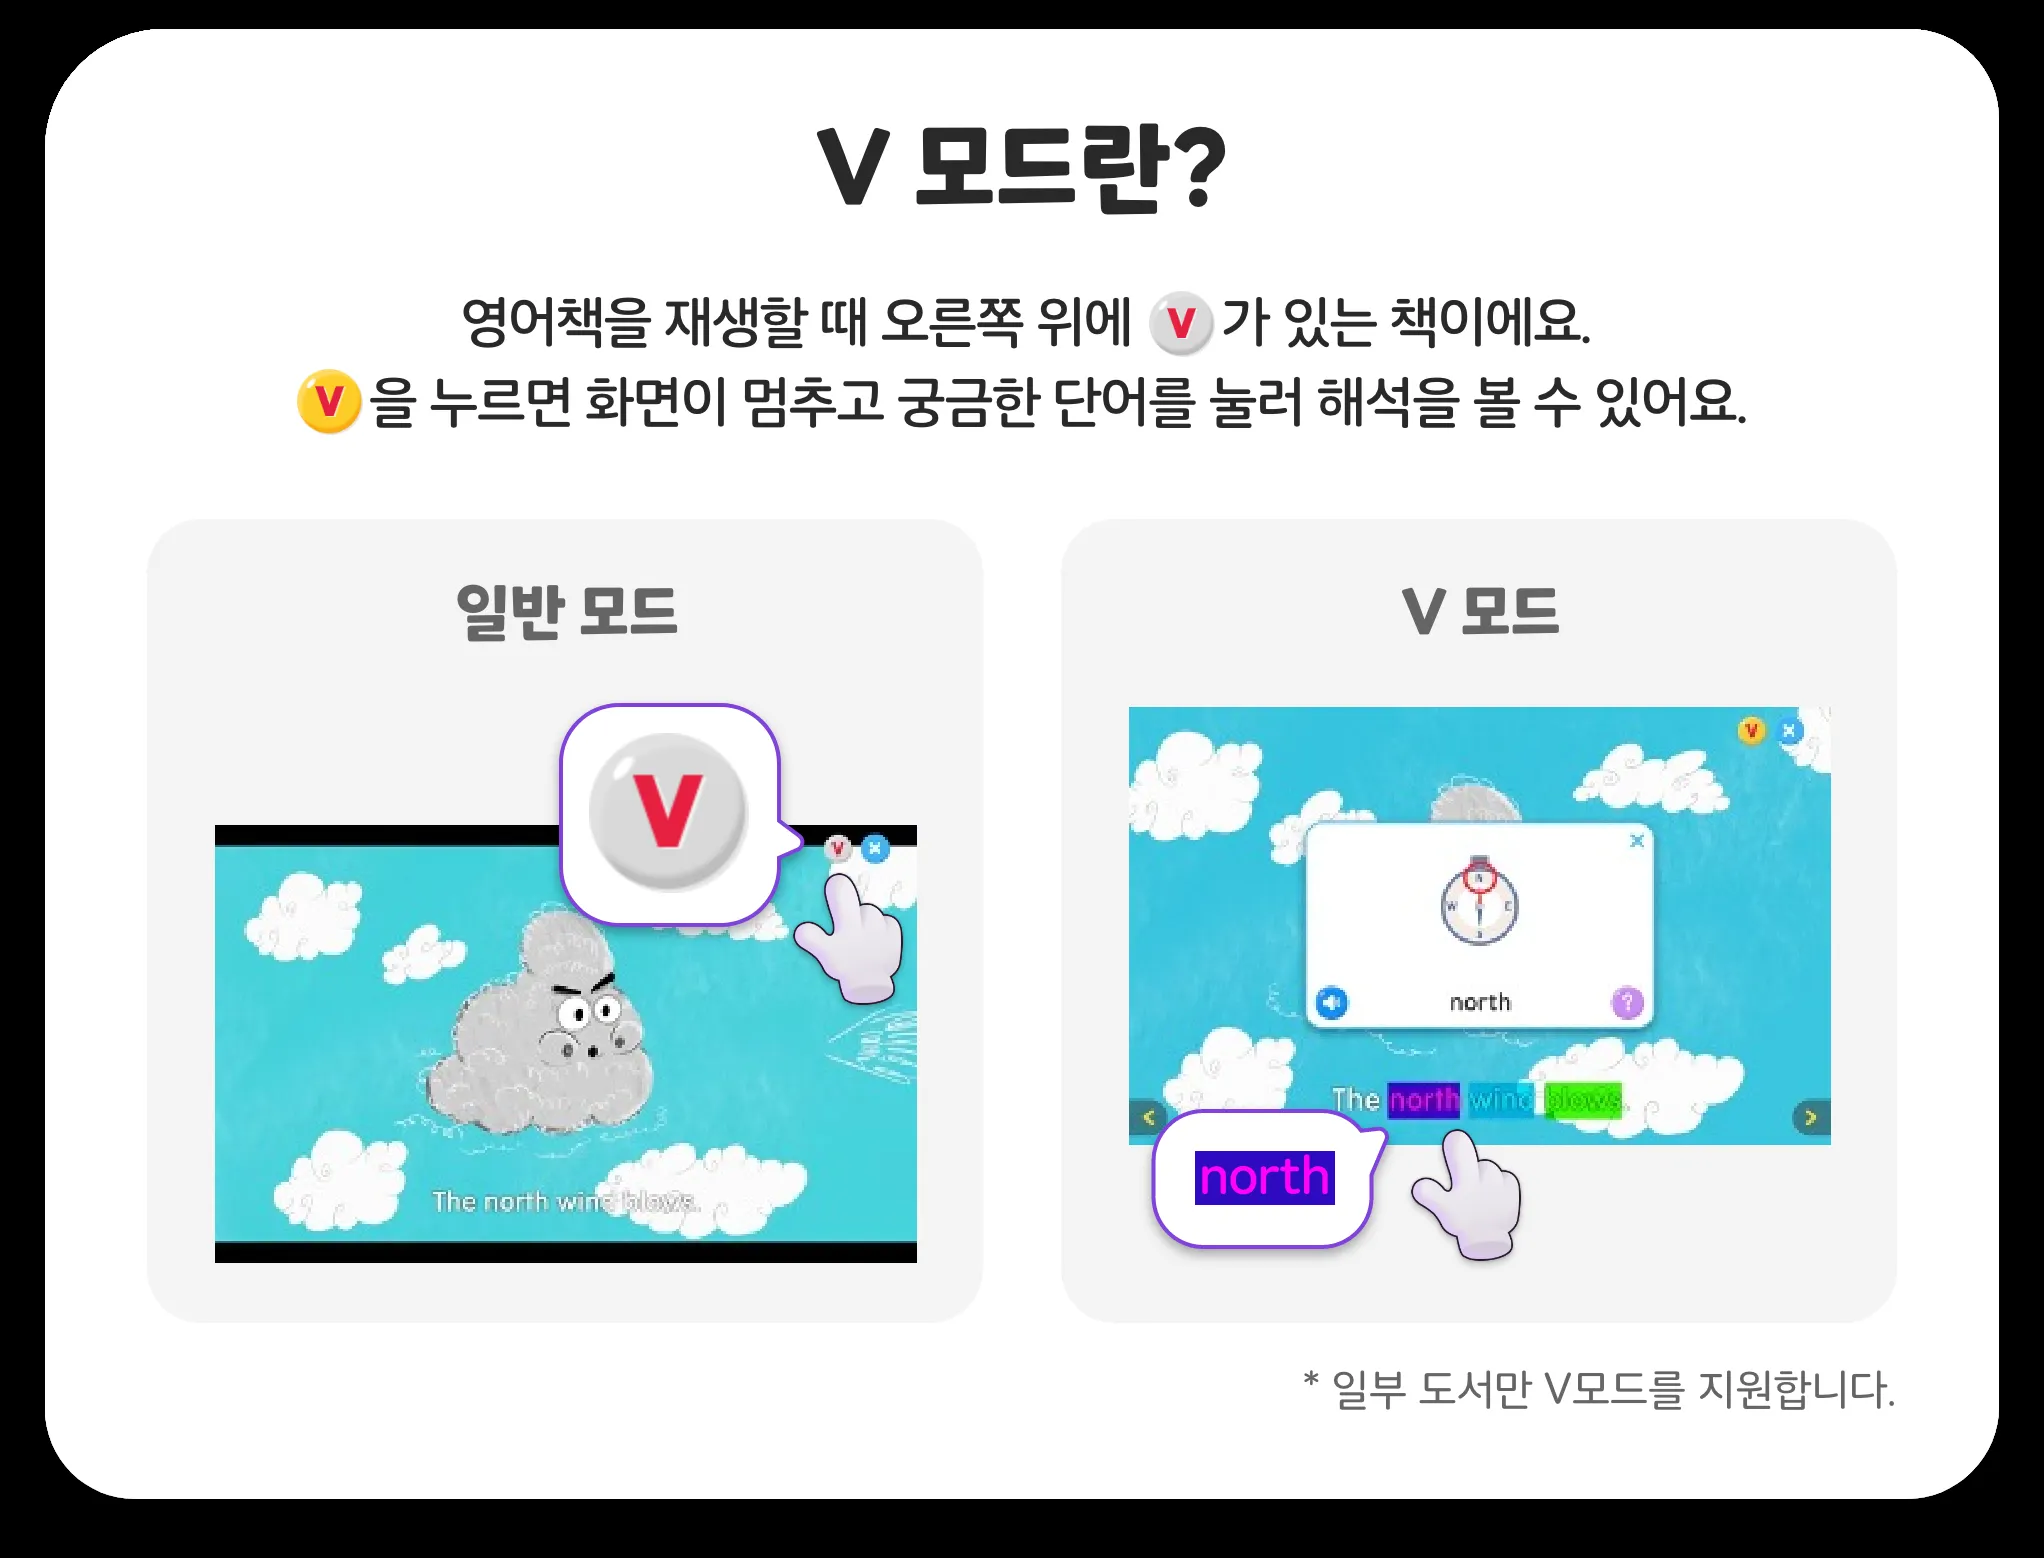 V 모드란?
영어책을 재생할 때 오른쪽 위에 V가 있는 책이에요.
V을 누르면 화면이 멈추고 궁금한 단어를 눌러 해석을 볼 수 있어요.
일반 모드
V
V
The north wind blows.
V 모드
V
N
W E
S
north
?
The north wind blows.
north
* 일부 도서만 V모드를 지원합니다.